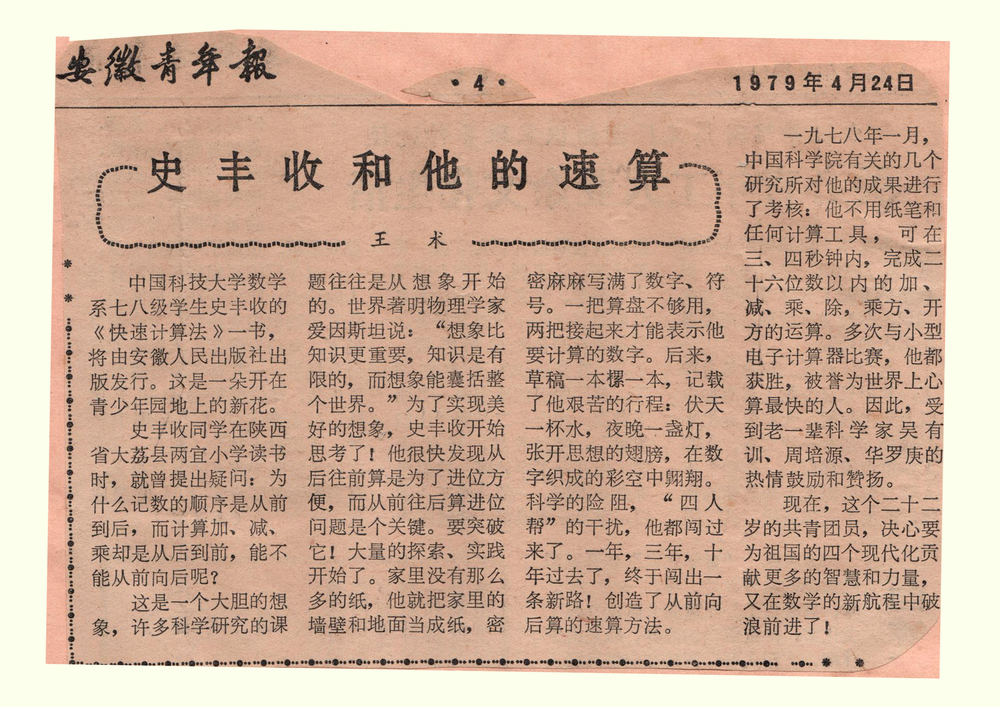 安徽青年報
·4·
1979年4月24日
史丰收和他的速算
王术
中国科技大学数学
系七八级学生史丰收的
《快速计算法》一书，
将由安徽人民出版社出
版发行。这是一朵开在
青少年园地上的新花。
史丰收同学在陕西
省大荔县两宜小学读书
时，就曾提出疑问：为
什么记数的顺序是从前
到后，而计算加、减、
乘却是从后到前，能不
能从前向后呢？
这是一个大胆的想
象，许多科学研究的课
题往往是从想象开始
的。世界著明物理学家
爱因斯坦说：“想象比
知识更重要，知识是有
限的，而想象能囊括整
个世界。”为了实现美
好的想象，史丰收开始
思考了！他很快发现从
后往前算是为了进位方
便，而从前往后算进位
问题是个关键。要突破
它！大量的探索、实践
开始了。家里没有那么
多的纸，他就把家里的
墙壁和地面当成纸，密
密麻麻写满了数字、符
号。一把算盘不够用，
两把接起来才能表示他
要计算的数字。后来，
草稿一本摞一本，记载
了他艰苦的行程：伏天
一杯水，夜晚一盏灯，
张开思想的翅膀，在数
字织成的彩空中翱翔。
科学的险阻，“四人
帮”的干扰，他都闯过
来了。一年，三年，十
年过去了，终于闯出一
条新路！创造了从前向
后算的速算方法。
一九七八年一月，
中国科学院有关的几个
研究所对他的成果进行
了考核：他不用纸笔和
任何计算工具，可在
三、四秒钟内，完成二
十六位数以内的加、
减、乘、除，乘方、开
方的运算。多次与小型
电子计算器比赛，他都
获胜，被誉为世界上心
算最快的人。因此，受
到老一辈科学家吴有
训、周培源、华罗庚的
热情鼓励和赞扬。
现在，这个二十二
岁的共青团员，决心要
为祖国的四个现代化贡
献更多的智慧和力量，
又在数学的新航程中破
浪前进了！